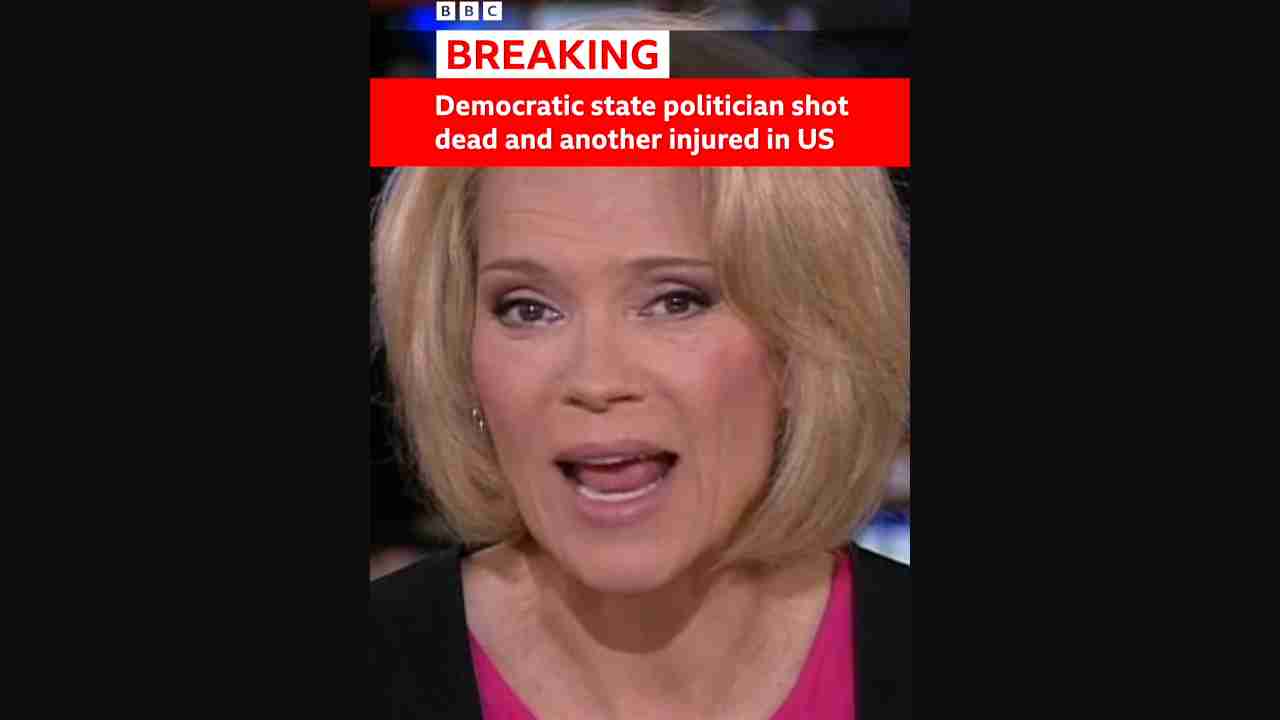 BBC
BREAKING
Democratic state politician shot
dead and another injured in US